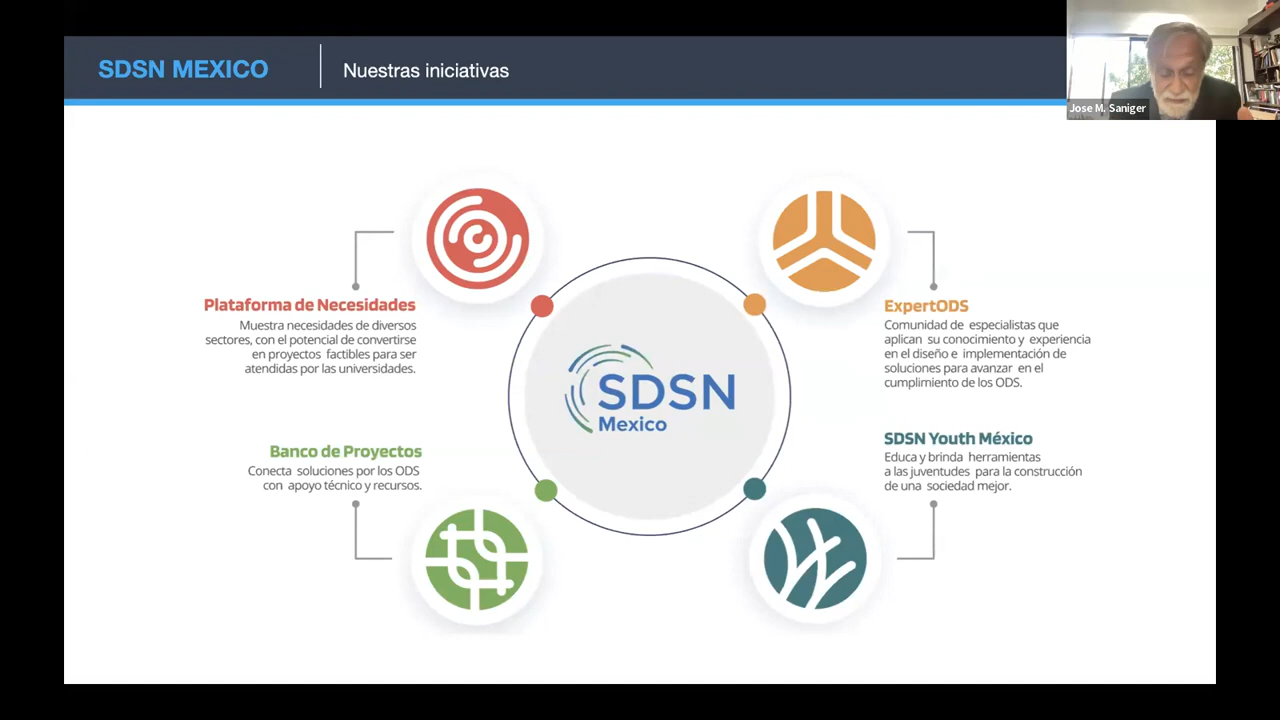 SDSN MEXICO
Nuestras iniciativas
Jose M. Saniger
Plataforma de Necesidades
Muestra necesidades de diversos
sectores, con el potencial de convertirse
en proyectos factibles para ser
atendidas por las universidades.
ExpertODS
Comunidad de especialistas que
aplican su conocimiento y experiencia
en el diseño e implementación de
soluciones para avanzar en el
cumplimiento de los ODS.
SDSN
Mexico
Banco de Proyectos
Conecta soluciones por los ODS
con apoyo técnico y recursos.
SDSN Youth México
Educa y brinda herramientas
a las juventudes para la construcción
de una sociedad mejor.